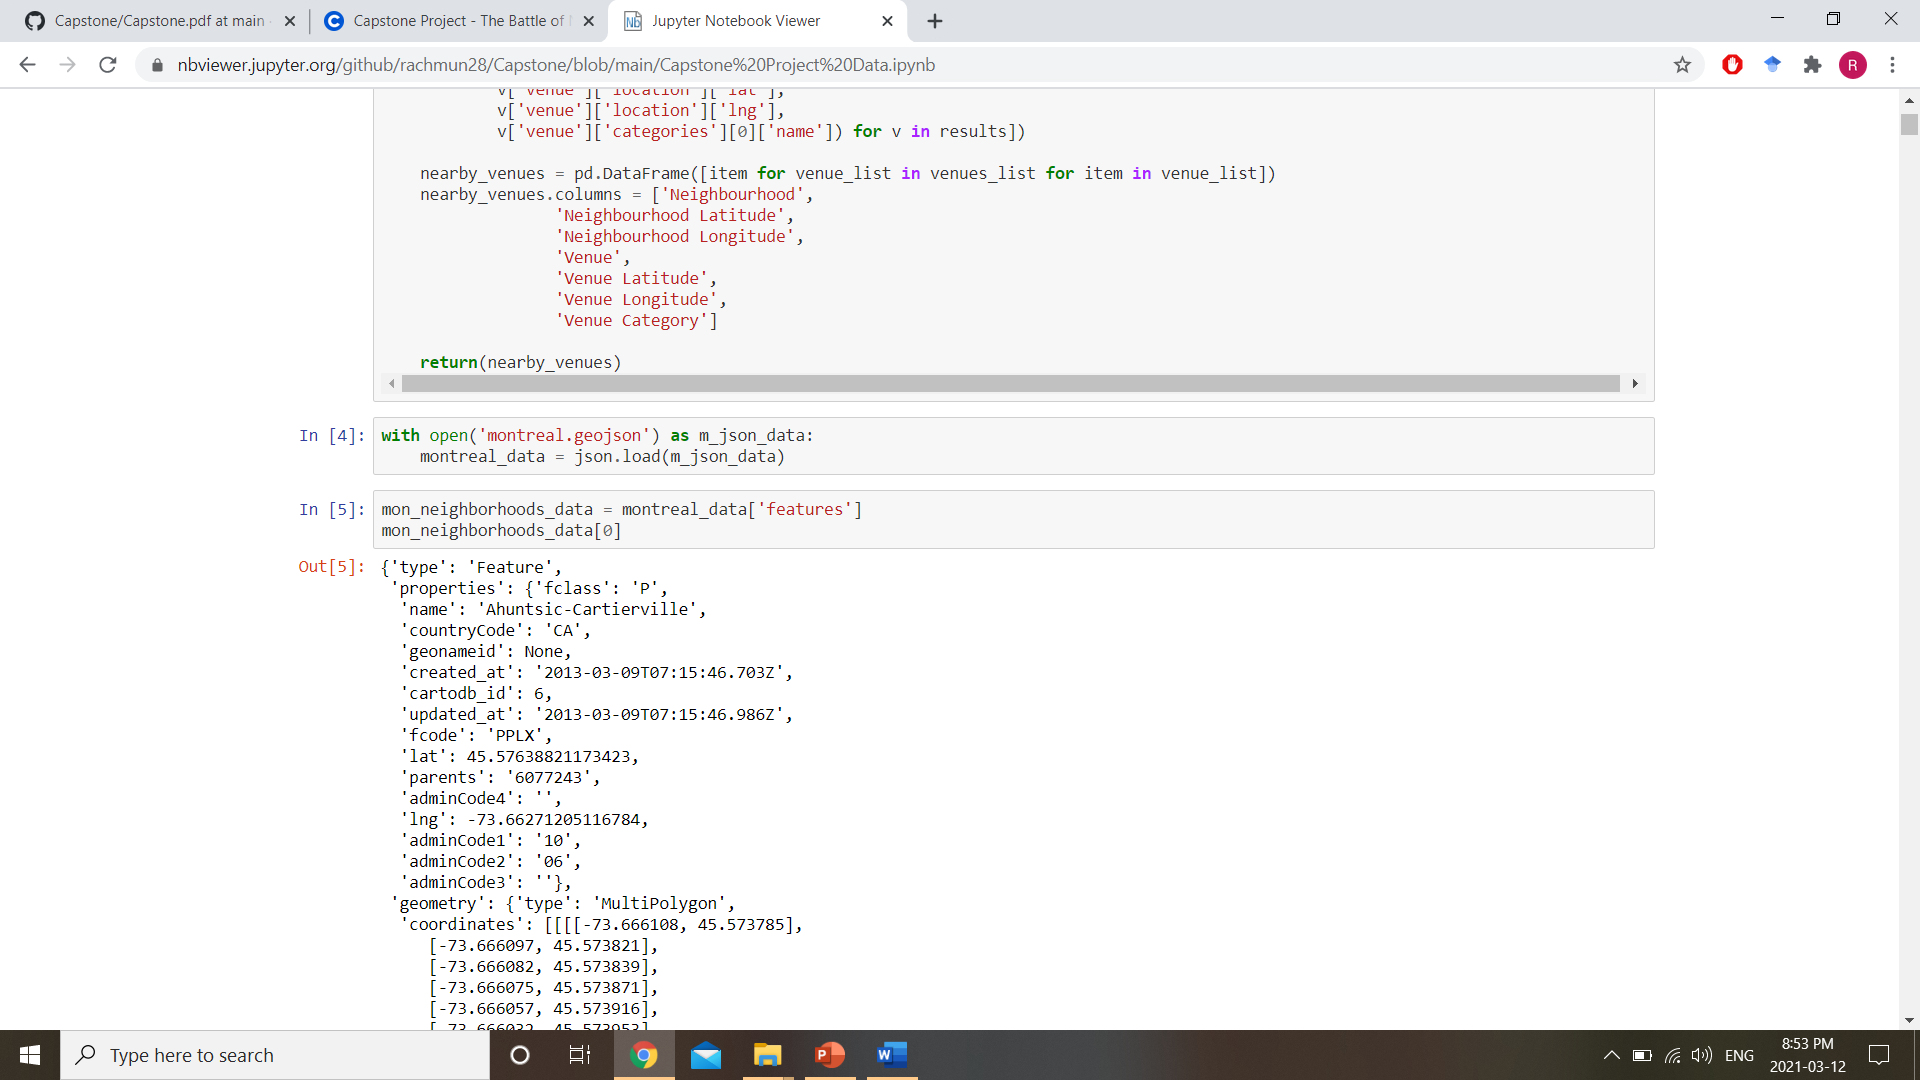 Capstone/Capstone.pdf at main
Capstone Project - The Battle of
Jupyter Notebook Viewer
nbviewer.jupyter.org/github/rachmun28/Capstone/blob/main/Capstone%20Project%20Data.ipynb
R
v['venue']['location']['lat'],
v['venue']['location']['lng'],
v['venue']['categories'][0]['name']) for v in results])
nearby_venues = pd.DataFrame([item for venue_list in venues_list for item in venue_list])
nearby_venues.columns = ['Neighbourhood',
'Neighbourhood Latitude',
'Neighbourhood Longitude',
'Venue',
'Venue Latitude',
'Venue Longitude',
'Venue Category']
return(nearby_venues)
In [4]: with open('montreal.geojson') as m_json_data:
montreal_data = json.load(m_json_data)
In [5]: mon_neighborhoods_data = montreal_data['features']
mon_neighborhoods_data[0]
Out[5]: {'type': 'Feature',
'properties': {'fclass': 'P',
'name': 'Ahuntsic-Cartierville',
'countryCode': 'CA',
'geonameid': None,
'created_at': '2013-03-09T07:15:46.703Z',
'cartodb_id': 6,
'updated_at': '2013-03-09T07:15:46.986Z',
'fcode': 'PPLX',
'lat': 45.57638821173423,
'parents': '6077243',
'adminCode4': '',
'lng': -73.66271205116784,
'adminCode1': '10',
'adminCode2': '06',
'adminCode3': ''},
'geometry': {'type': 'MultiPolygon',
'coordinates': [[[[-73.666108, 45.573785],
[-73.666097, 45.573821],
[-73.666082, 45.573839],
[-73.666075, 45.573871],
[-73.666057, 45.573916],
[-73.666032, 45.573953],
Type here to search
ENG
8:53 PM
2021-03-12